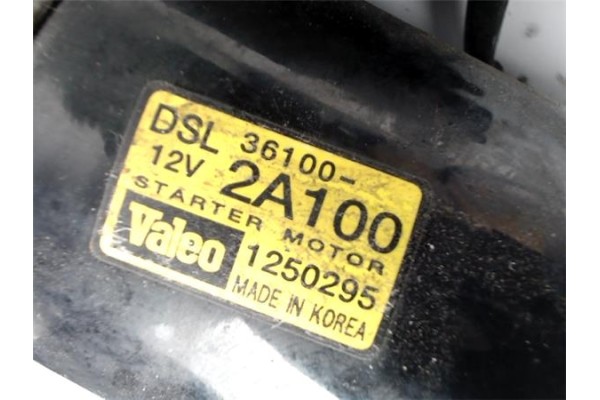 DSL 36100-
12V 2A100
STARTER MOTOR
Valeo 1250295
MADE IN KOREA